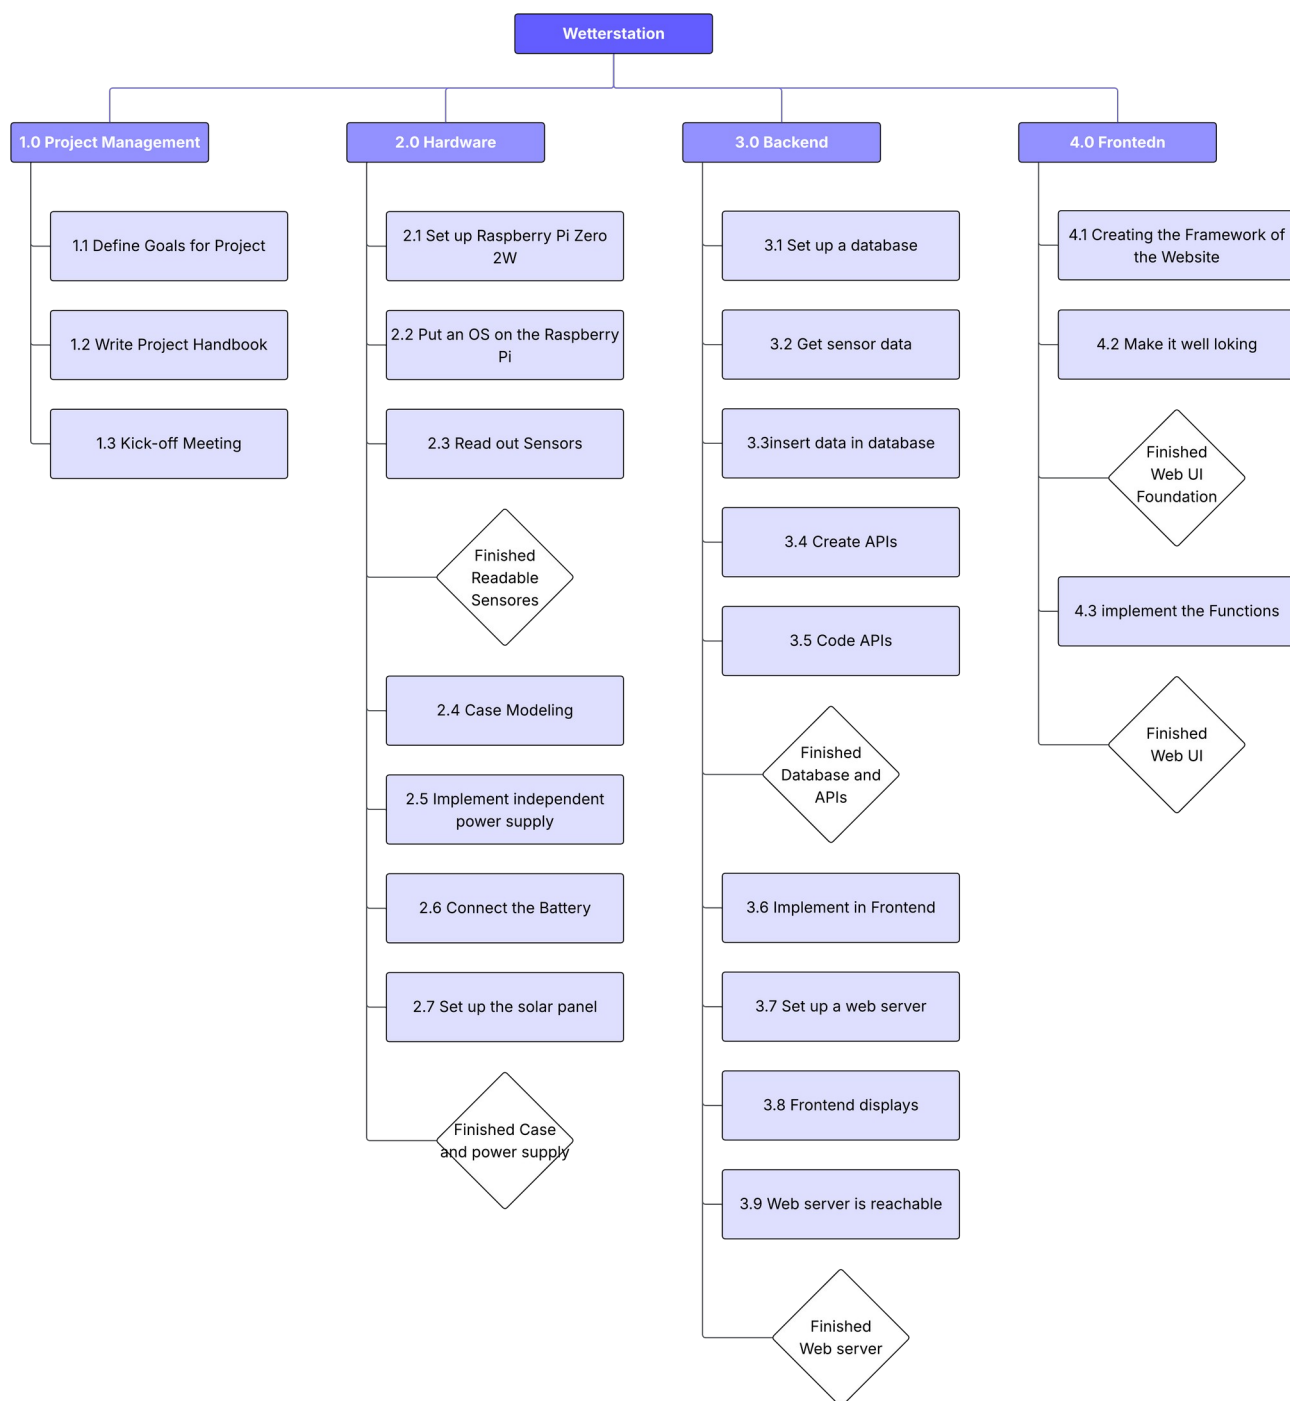 Wetterstation
1.0 Project Management
1.1 Define Goals for Project
1.2 Write Project Handbook
1.3 Kick-off Meeting
2.0 Hardware
2.1 Set up Raspberry Pi Zero
2W
2.2 Put an OS on the Raspberry
Pi
2.3 Read out Sensors
Finished
Readable
Sensores
2.4 Case Modeling
2.5 Implement independent
power supply
2.6 Connect the Battery
2.7 Set up the solar panel
Finished Case
and power supply
3.0 Backend
3.1 Set up a database
3.2 Get sensor data
3.3insert data in database
3.4 Create APIs
3.5 Code APIs
Finished
Database and
APIs
3.6 Implement in Frontend
3.7 Set up a web server
3.8 Frontend displays
3.9 Web server is reachable
Finished
Web server
4.0 Frontedn
4.1 Creating the Framework of
the Website
4.2 Make it well loking
Finished
Web UI
Foundation
4.3 implement the Functions
Finished
Web UI